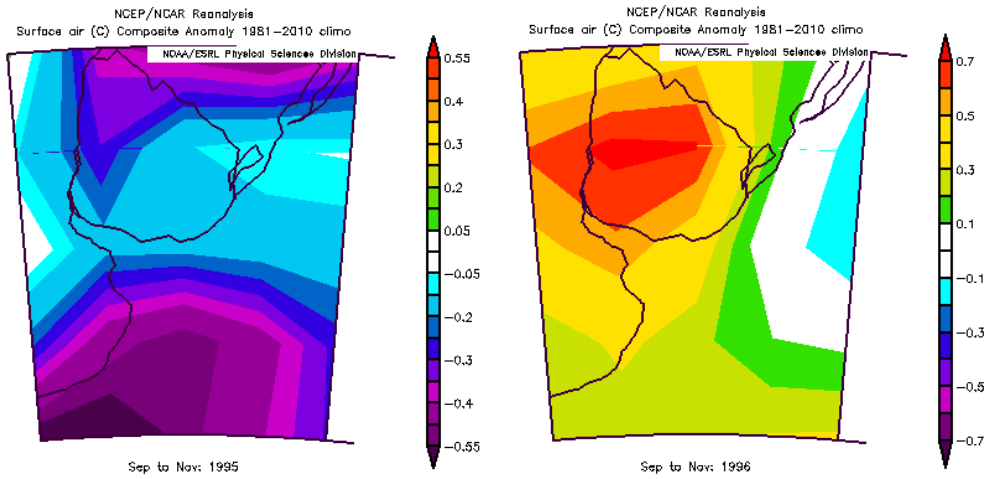 NCEP/NCAR Reanalysis
Surface air (C) Composite Anomaly 1981-2010 climo
NOAA/ESRL Physical Sciences Division
0.55
0.4
0.3
0.2
0.05
-0.05
-0.2
-0.3
-0.4
-0.55
Sep to Nov: 1995
NCEP/NCAR Reanalysis
Surface air (C) Composite Anomaly 1981-2010 climo
NOAA/ESRL Physical Sciences Division
0.7
0.5
0.3
0.1
-0.1
-0.3
-0.5
-0.7
Sep to Nov: 1996